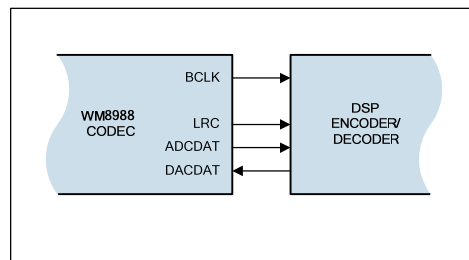 BCLK
WM8988
CODEC
LRC
ADCDAT
DACDAT
DSP
ENCODER/
DECODER